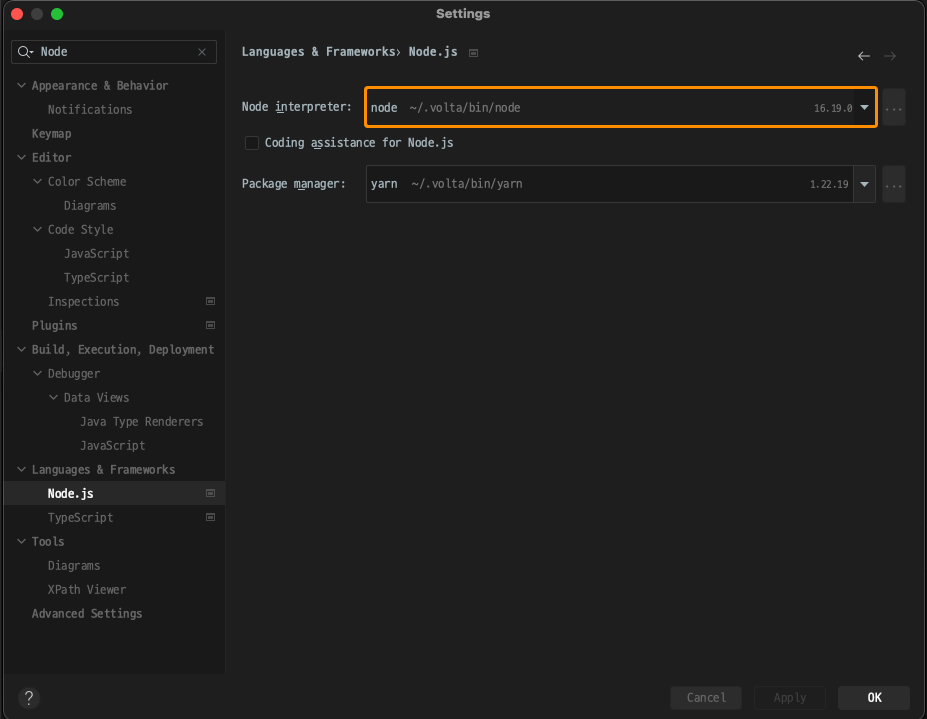 Settings
Node
Languages & Frameworks› Node.js
Appearance & Behavior
Notifications
Keymap
Editor
Color Scheme
Diagrams
Code Style
JavaScript
TypeScript
Inspections
Plugins
Build, Execution, Deployment
Debugger
Data Views
Java Type Renderers
JavaScript
Languages & Frameworks
Node.js
TypeScript
Tools
Diagrams
XPath Viewer
Advanced Settings
Node interpreter: node ~/.volta/bin/node 16.19.0 ...
Coding assistance for Node.js
Package manager: yarn ~/.volta/bin/yarn 1.22.19 ...
? Cancel Apply OK